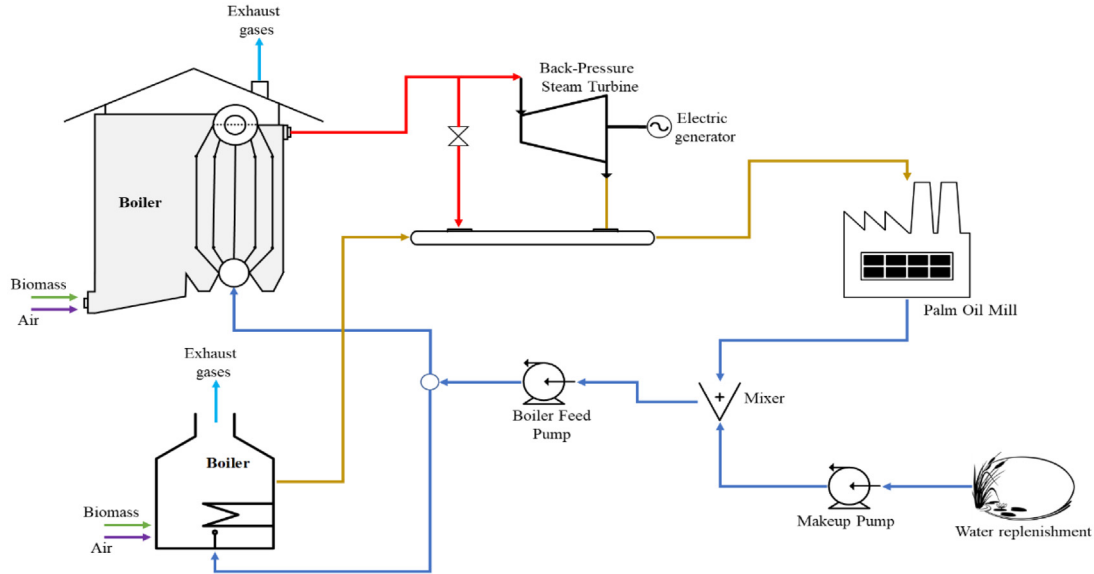 Exhaust
gases
Back-Pressure
Steam Turbine
Electric
generator
Boiler
Biomass
Air
Palm Oil Mill
Exhaust
gases
Boiler Feed
Pump
+
Mixer
Boiler
Biomass
Air
Makeup Pump
Water replenishment